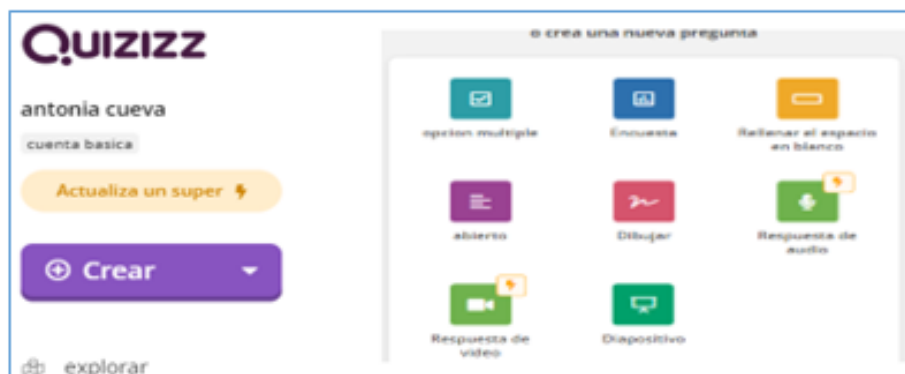 QUIZIZZ
antonia cueva
cuenta basica
Actualiza un super
Crear
explorar
o crea una nueva pregunta
opcion multiple
Encuesta
Rellenar el espacio
en blanco
abierto
Dibujar
Respuesta de
audio
Respuesta de
video
Diapositivo